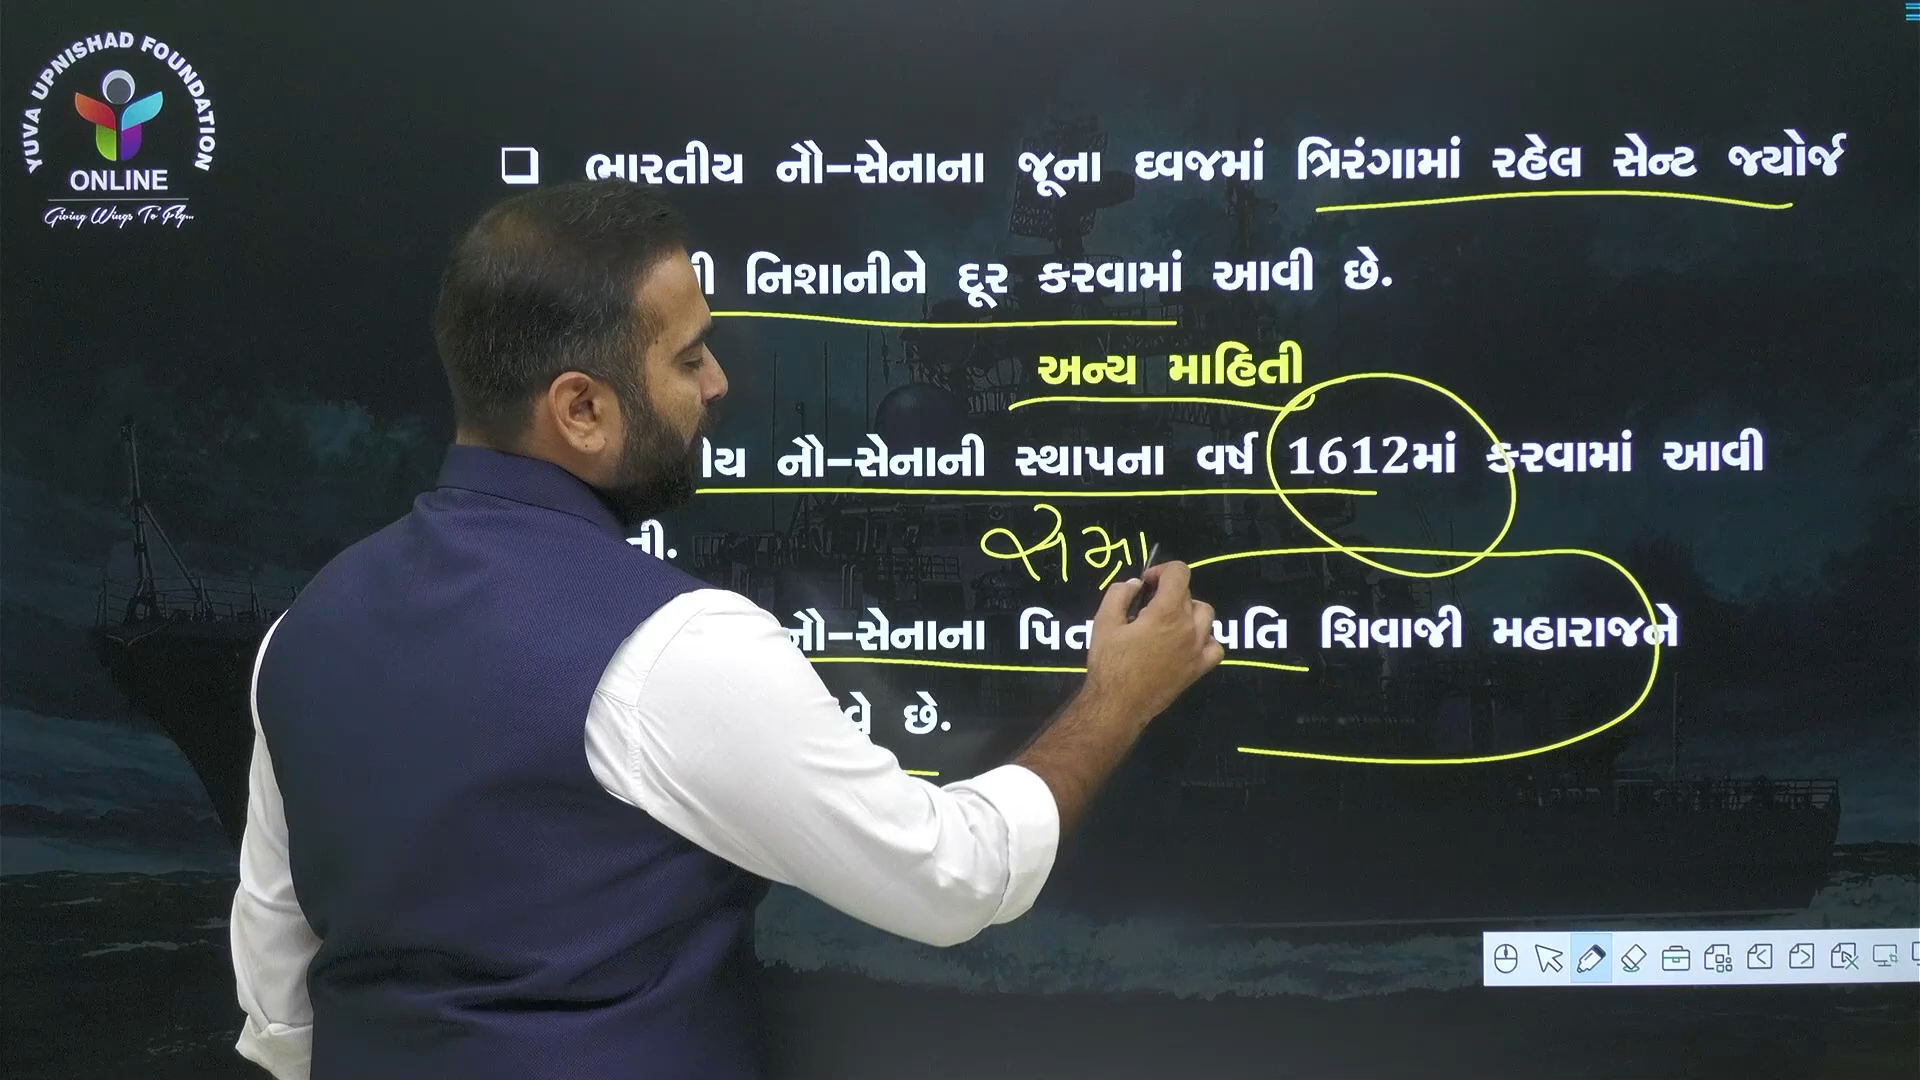 YUVA UPNISHAD FOUNDATION
ONLINE
Giving Wings To Fly...
ભારતીય નૌ-સેનાના જૂના ધ્વજમાં ત્રિરંગામાં રહેલ સેન્ટ જ્યોર્જ
નિશાનીને દૂર કરવામાં આવી છે.
અન્ય માહિતી
નૌ-સેનાની સ્થાપના વર્ષ 1612માં કરવામાં આવી
નૌ-સેનાના શિવાજી મહારાજને
છે.